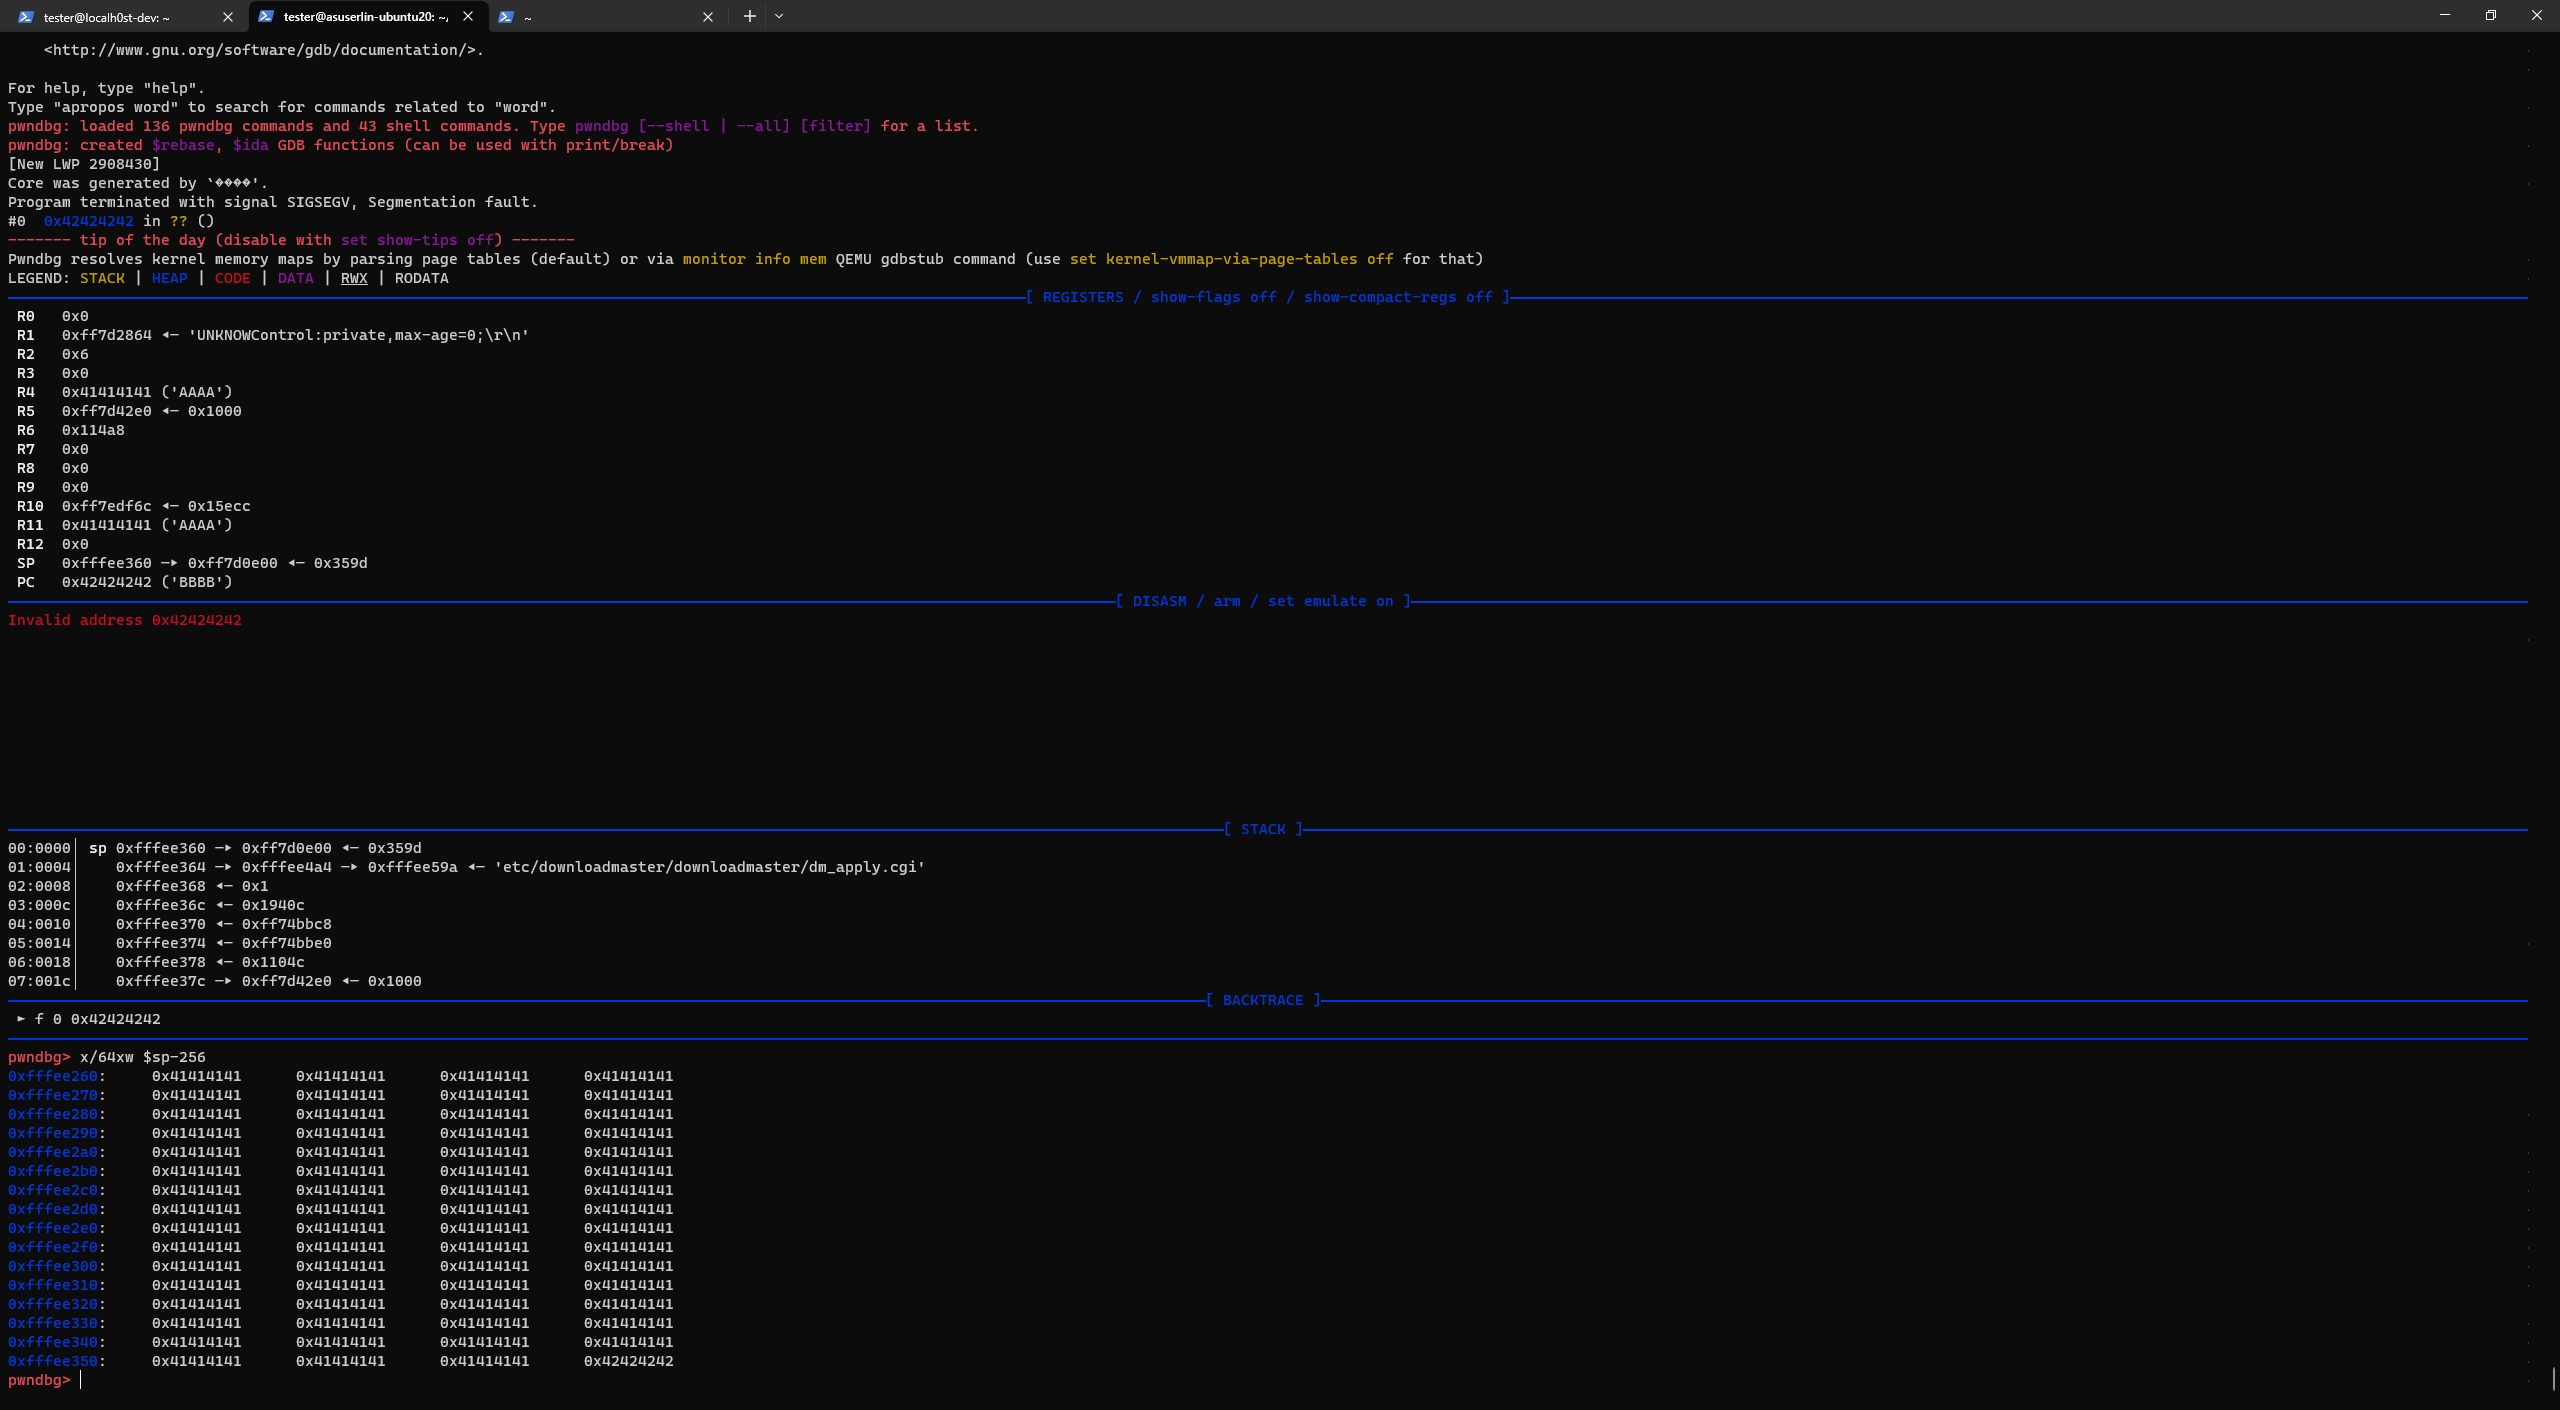 tester@localh0st-dev: ~
tester@asuserlin-ubuntu20: ~/
~
<http://www.gnu.org/software/gdb/documentation/>.
For help, type "help".
Type "apropos word" to search for commands related to "word".
pwndbg: loaded 136 pwndbg commands and 43 shell commands. Type pwndbg [--shell | --all] [filter] for a list.
pwndbg: created $rebase, $ida GDB functions (can be used with print/break)
[New LWP 2908430]
Core was generated by `����'.
Program terminated with signal SIGSEGV, Segmentation fault.
#0  0x42424242 in ?? ()
------- tip of the day (disable with set show-tips off) -------
Pwndbg resolves kernel memory maps by parsing page tables (default) or via monitor info mem QEMU gdbstub command (use set kernel-vmmap-via-page-tables off for that)
LEGEND: STACK | HEAP | CODE | DATA | RWX | RODATA
[ REGISTERS / show-flags off / show-compact-regs off ]
R0   0x0
R1   0xff7d2864 ◂— 'UNKNOWControl:private,max-age=0;\r\n'
R2   0x6
R3   0x0
R4   0x41414141 ('AAAA')
R5   0xff7d42e0 ◂— 0x1000
R6   0x114a8
R7   0x0
R8   0x0
R9   0x0
R10  0xff7edf6c ◂— 0x15ecc
R11  0x41414141 ('AAAA')
R12  0x0
SP   0xfffee360 —▸ 0xff7d0e00 ◂— 0x359d
PC   0x42424242 ('BBBB')
[ DISASM / arm / set emulate on ]
Invalid address 0x42424242
[ STACK ]
00:0000│ sp 0xfffee360 —▸ 0xff7d0e00 ◂— 0x359d
01:0004│    0xfffee364 —▸ 0xfffee4a4 —▸ 0xfffee59a ◂— 'etc/downloadmaster/downloadmaster/dm_apply.cgi'
02:0008│    0xfffee368 ◂— 0x1
03:000c│    0xfffee36c ◂— 0x1940c
04:0010│    0xfffee370 ◂— 0xff74bbc8
05:0014│    0xfffee374 ◂— 0xff74bbe0
06:0018│    0xfffee378 ◂— 0x1104c
07:001c│    0xfffee37c —▸ 0xff7d42e0 ◂— 0x1000
[ BACKTRACE ]
► f 0 0x42424242
pwndbg> x/64xw $sp-256
0xfffee260:     0x41414141      0x41414141      0x41414141      0x41414141
0xfffee270:     0x41414141      0x41414141      0x41414141      0x41414141
0xfffee280:     0x41414141      0x41414141      0x41414141      0x41414141
0xfffee290:     0x41414141      0x41414141      0x41414141      0x41414141
0xfffee2a0:     0x41414141      0x41414141      0x41414141      0x41414141
0xfffee2b0:     0x41414141      0x41414141      0x41414141      0x41414141
0xfffee2c0:     0x41414141      0x41414141      0x41414141      0x41414141
0xfffee2d0:     0x41414141      0x41414141      0x41414141      0x41414141
0xfffee2e0:     0x41414141      0x41414141      0x41414141      0x41414141
0xfffee2f0:     0x41414141      0x41414141      0x41414141      0x41414141
0xfffee300:     0x41414141      0x41414141      0x41414141      0x41414141
0xfffee310:     0x41414141      0x41414141      0x41414141      0x41414141
0xfffee320:     0x41414141      0x41414141      0x41414141      0x41414141
0xfffee330:     0x41414141      0x41414141      0x41414141      0x41414141
0xfffee340:     0x41414141      0x41414141      0x41414141      0x41414141
0xfffee350:     0x41414141      0x41414141      0x41414141      0x42424242
pwndbg>